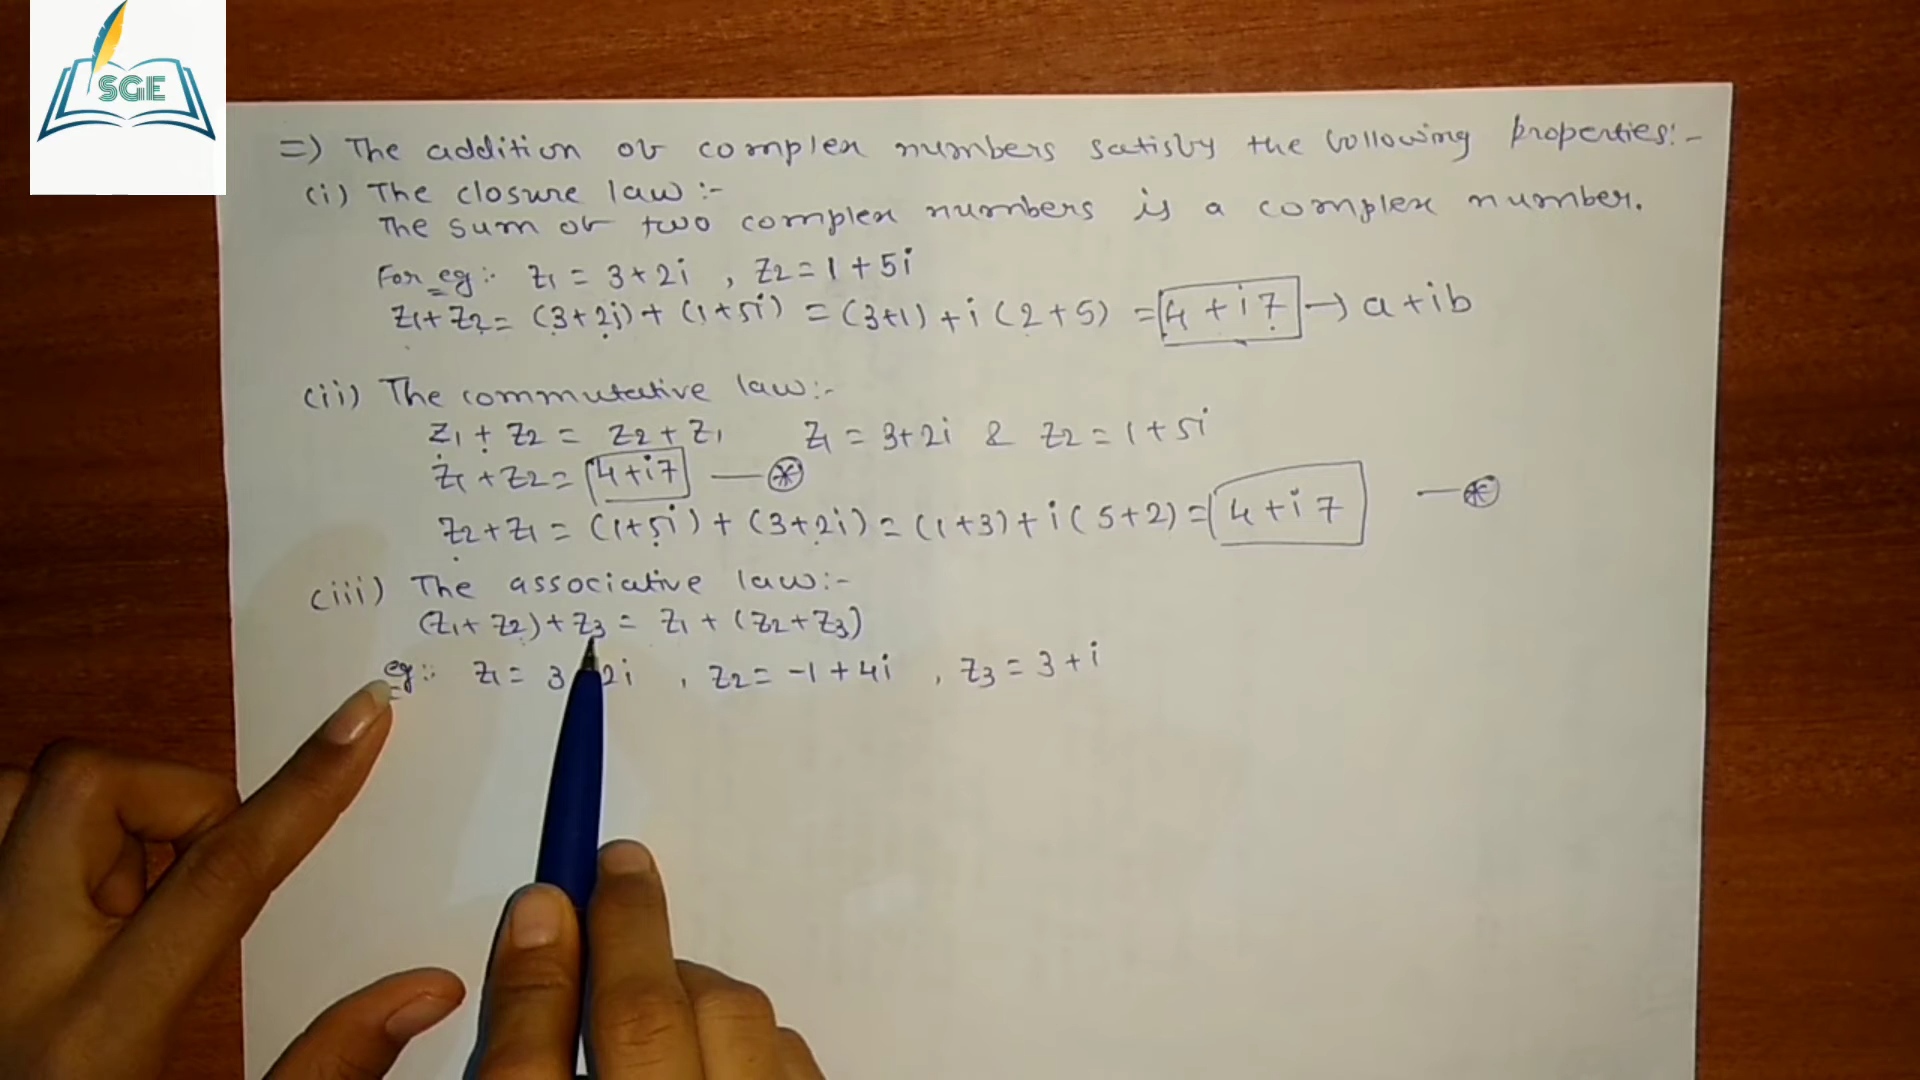 SGE
=) The addition of complex numbers satisfy the following properties:-
(i) The closure law:-
The sum of two complex numbers is a complex number.
For eg:- z1 = 3+2i , z2 = 1+5i
z1+z2 = (3+2i)+(1+5i) = (3+1)+i(2+5) = 4+i7 → a+ib
(ii) The commutative law:-
z1+z2 = z2+z1 z1 = 3+2i & z2 = 1+5i
z1+z2 = 4+i7 — *
z2+z1 = (1+5i)+(3+2i) = (1+3)+i(5+2) = 4+i7 — *
(iii) The associative law:-
(z1+z2)+z3 = z1+(z2+z3)
eg:- z1 = 3 2i , z2 = -1+4i , z3 = 3+i